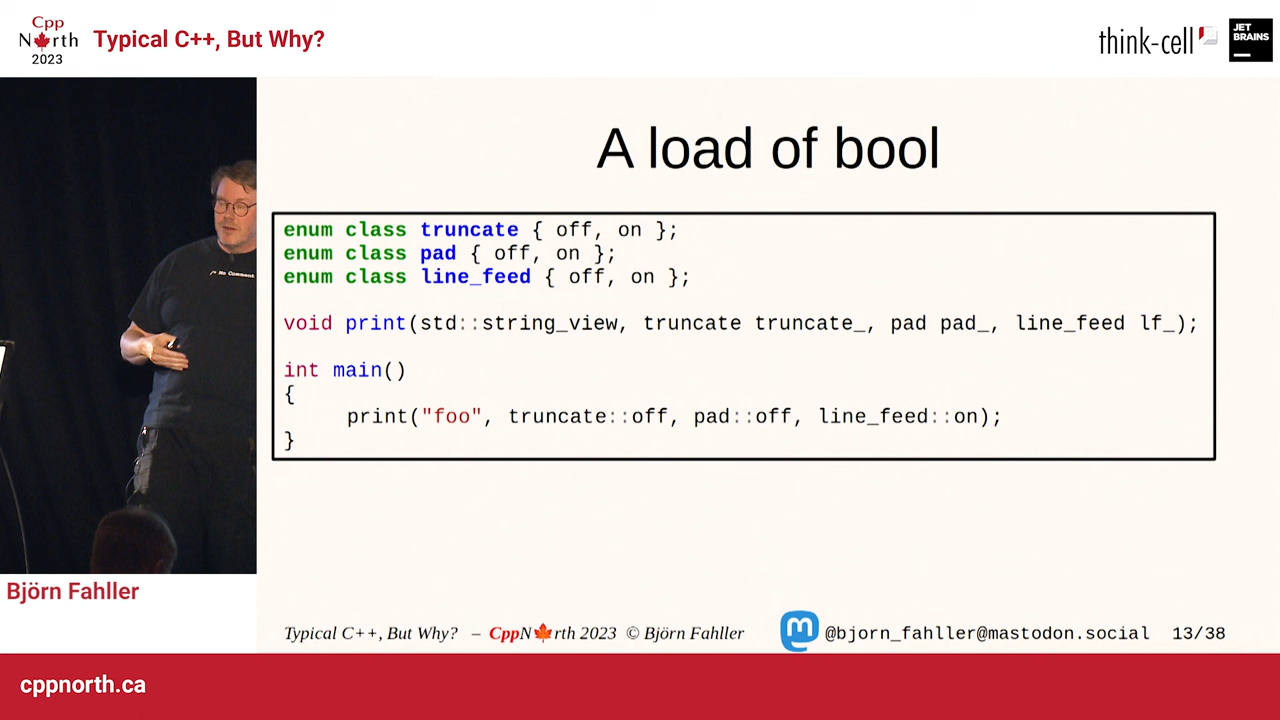 Cpp
North
2023
Typical C++, But Why?
think-cell
JET
BRAINS
No Comment
A load of bool
enum class truncate { off, on };
enum class pad { off, on };
enum class line_feed { off, on };
void print(std::string_view, truncate truncate_, pad pad_, line_feed lf_);
int main()
{
print("foo", truncate::off, pad::off, line_feed::on);
}
Björn Fahller
Typical C++, But Why? – CppNorth 2023 © Björn Fahller
@bjorn_fahller@mastodon.social 13/38
cppnorth.ca